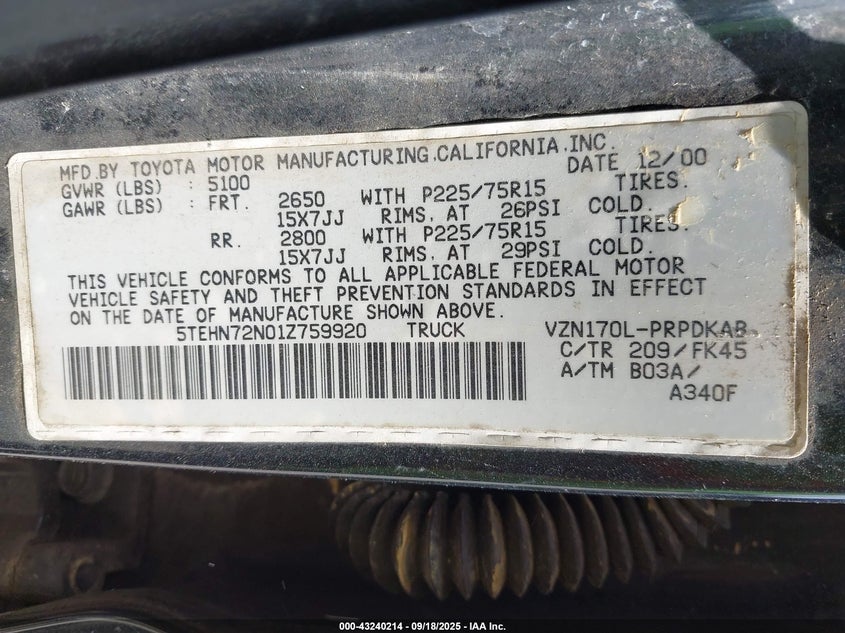 MFD.BY TOYOTA MOTOR MANUFACTURING.CALIFORNIA.INC.
DATE 12/00
GVWR (LBS) : 5100
GAWR (LBS) : FRT. 2650 WITH P225/75R15 TIRES.
15X7JJ RIMS. AT 26PSI COLD.
RR. 2800 WITH P225/75R15 TIRES.
15X7JJ RIMS. AT 29PSI COLD.
THIS VEHICLE CONFORMS TO ALL APPLICABLE FEDERAL MOTOR
VEHICLE SAFETY AND THEFT PREVENTION STANDARDS IN EFFECT
ON THE DATE OF MANUFACTURE SHOWN ABOVE.
5TEHN72N01Z759920 TRUCK VZN170L-PRPDKAB
C/TR 209/FK45
A/TM B03A/
A340F
000-43240214 - 09/18/2025 - IAA Inc.